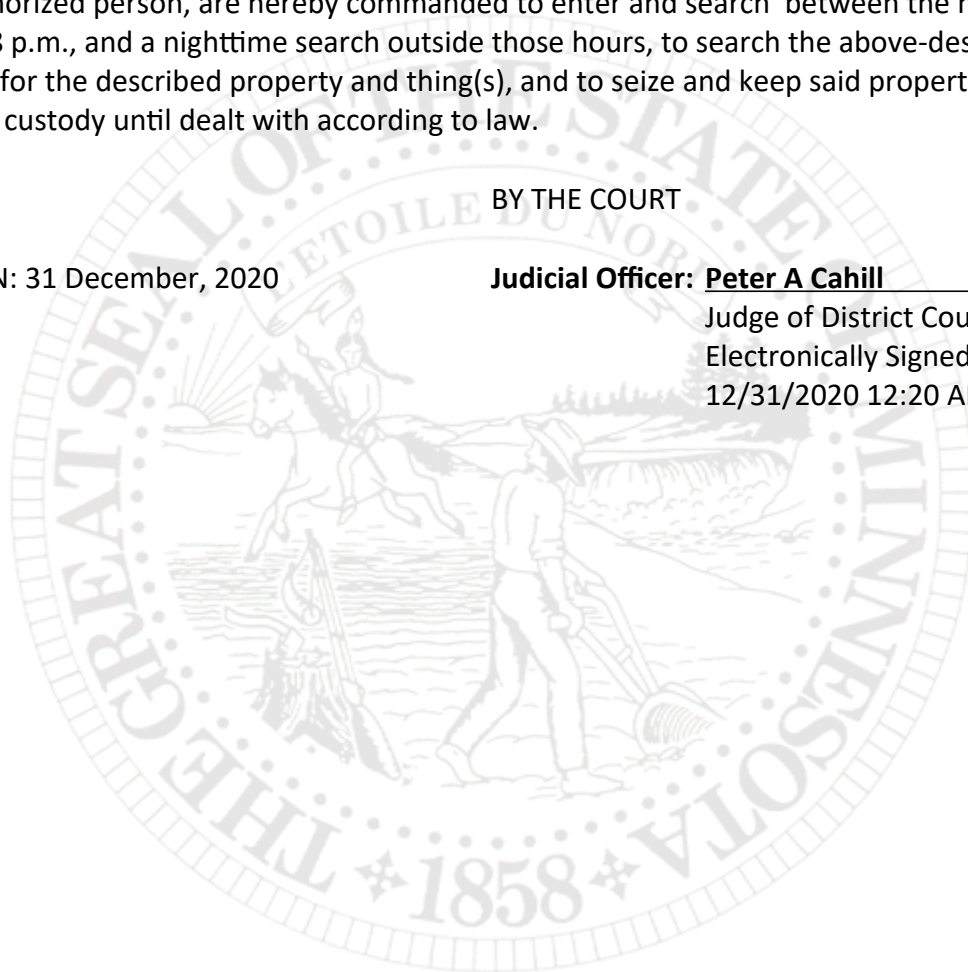 horized person, are hereby commanded to enter and search between the
8 p.m., and a nighttime search outside those hours, to search the above-des
for the described property and thing(s), and to seize and keep said propert
custody until dealt with according to law.
BY THE COURT
N: 31 December, 2020
Judicial Officer: Peter A Cahill
Judge of District Cou
Electronically Signed
12/31/2020 12:20 A
THE GREAT SEAL OF THE STATE OF MINNESOTA
L'ETOILE DU NORD
1858